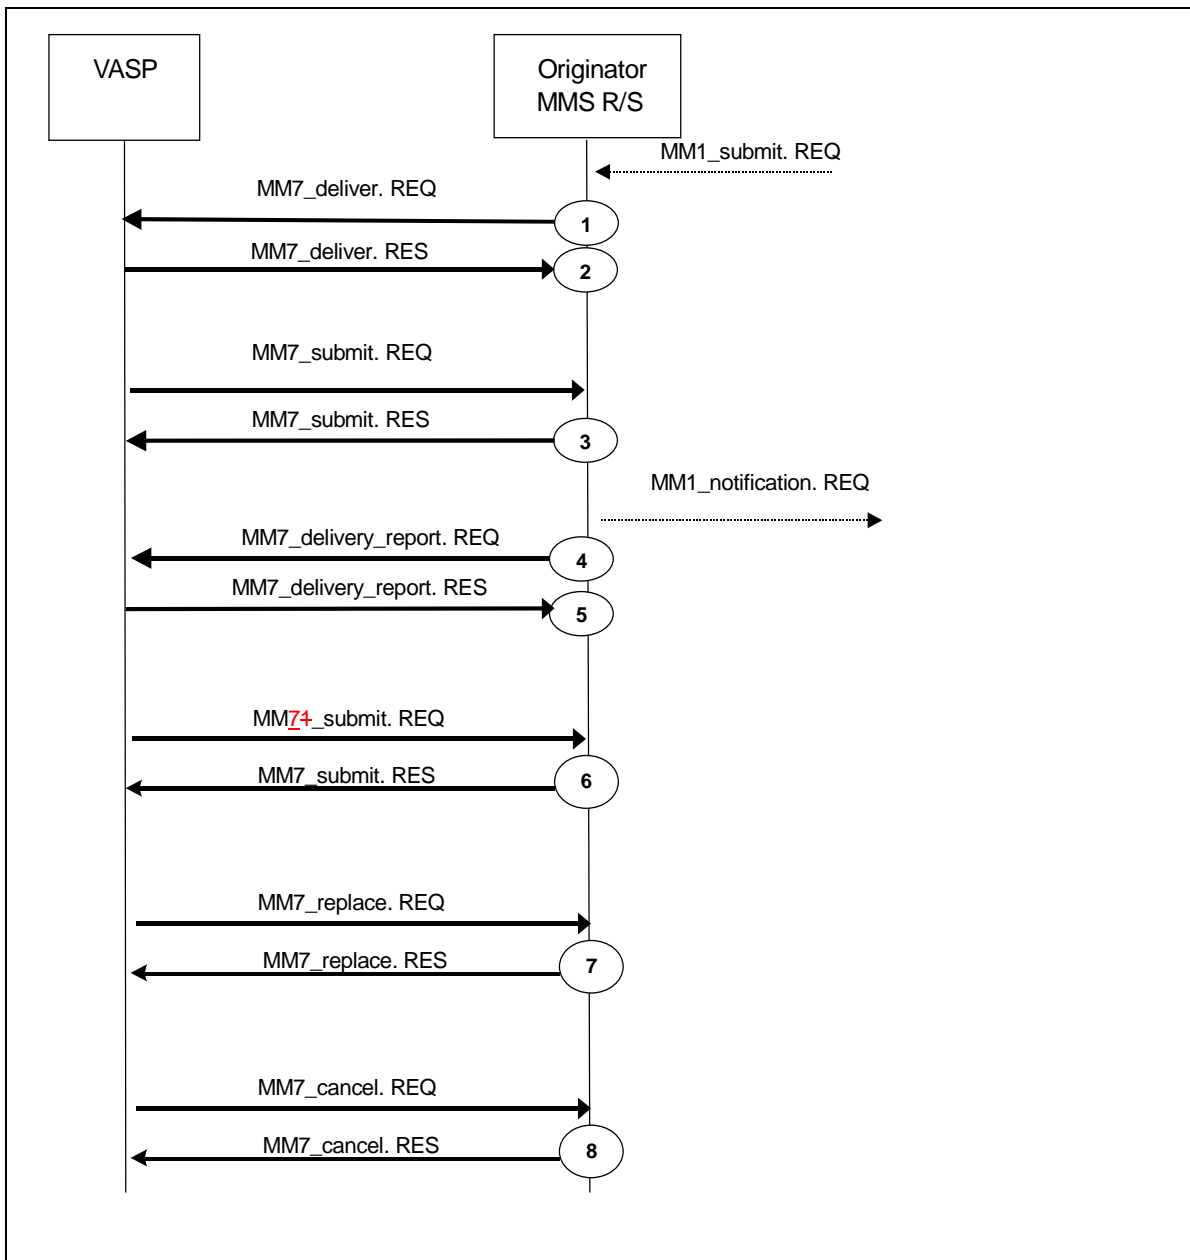 VASP
Originator
MMS R/S
MM1_submit. REQ
MM7_deliver. REQ
1
MM7_deliver. RES
2
MM7_submit. REQ
MM7_submit. RES
3
MM1_notification. REQ
MM7_delivery_report. REQ
4
MM7_delivery_report. RES
5
MM71_submit. REQ
MM7_submit. RES
6
MM7_replace. REQ
MM7_replace. RES
7
MM7_cancel. REQ
MM7_cancel. RES
8